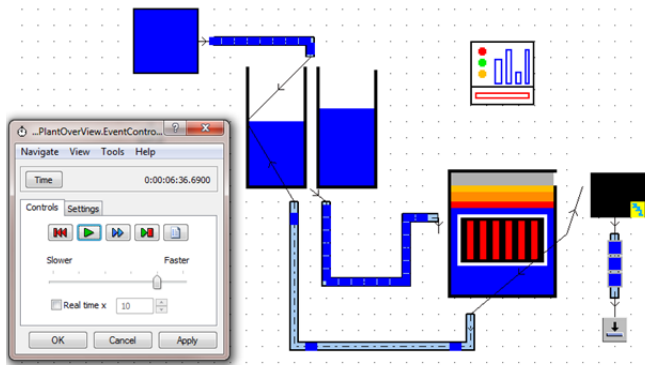 ...PlantOverView.EventContro...
Navigate View Tools Help
Time 0:00:06:36.6900
Controls Settings
Slower Faster
Real time x 10
OK Cancel Apply